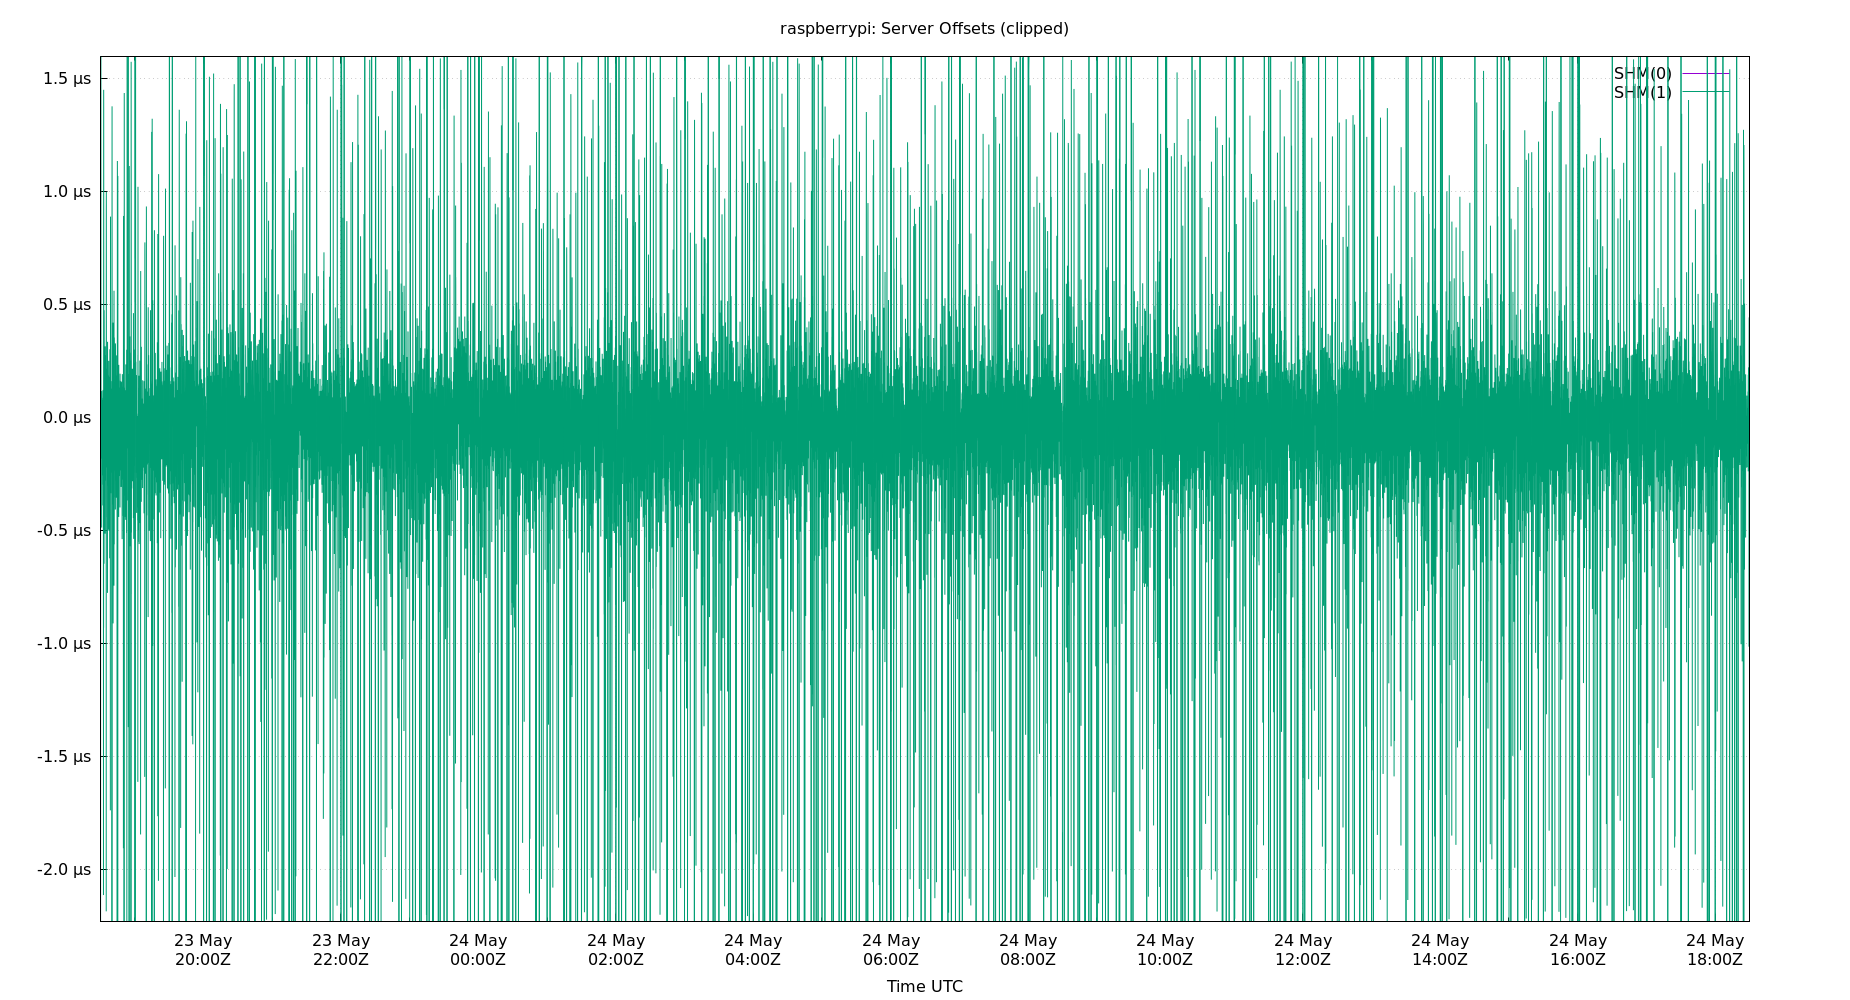 raspberrypi: Server Offsets (clipped)
1.5 µs
SHM(0)
SHM(1)
1.0 µs
0.5 µs
0.0 µs
-0.5 µs
-1.0 µs
-1.5 µs
-2.0 µs
23 May 23 May 24 May 24 May 24 May 24 May 24 May 24 May 24 May 24 May 24 May 24 May
20:00Z 22:00Z 00:00Z 02:00Z 04:00Z 06:00Z 08:00Z 10:00Z 12:00Z 14:00Z 16:00Z 18:00Z
Time UTC